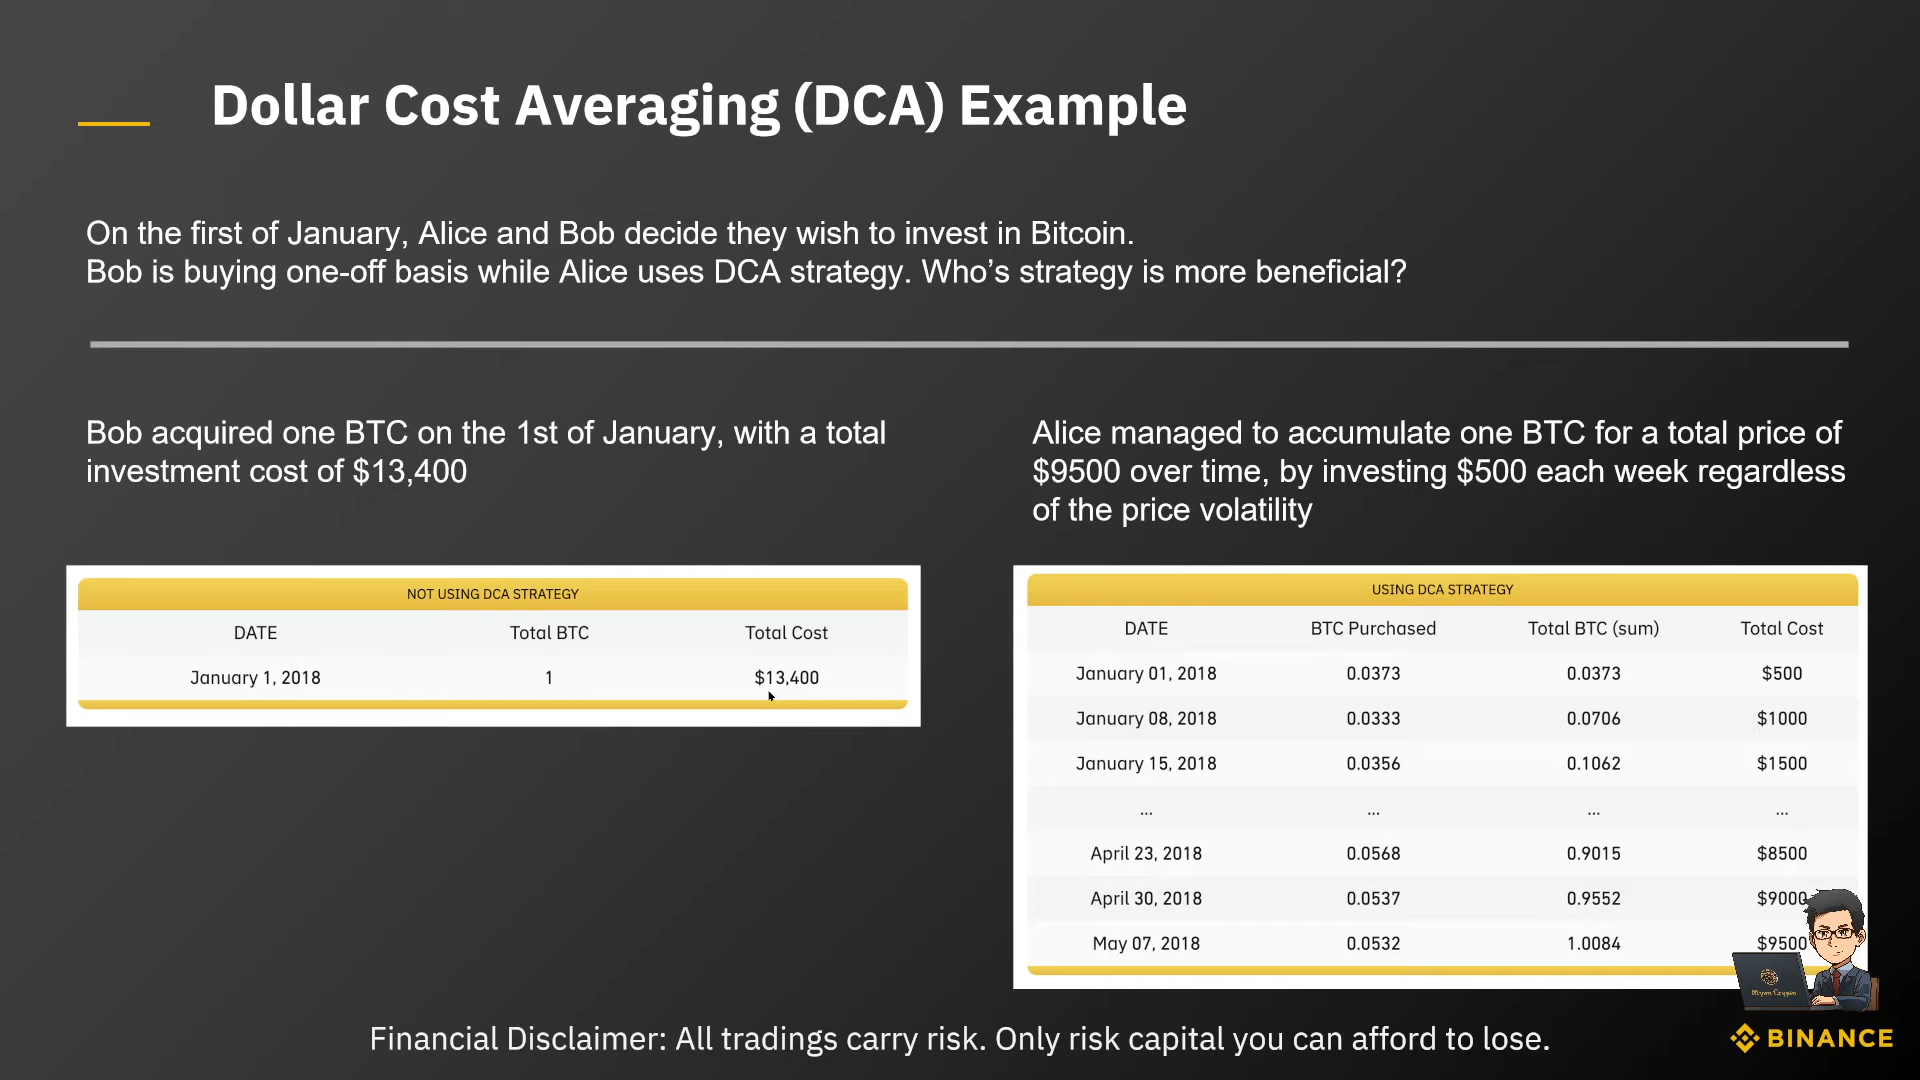 Dollar Cost Averaging (DCA) Example
On the first of January, Alice and Bob decide they wish to invest in Bitcoin.
Bob is buying one-off basis while Alice uses DCA strategy. Who’s strategy is more beneficial?
Bob acquired one BTC on the 1st of January, with a total
investment cost of $13,400
NOT USING DCA STRATEGY
DATE Total BTC Total Cost
January 1, 2018 1 $13,400
Alice managed to accumulate one BTC for a total price of
$9500 over time, by investing $500 each week regardless
of the price volatility
USING DCA STRATEGY
DATE BTC Purchased Total BTC (sum) Total Cost
January 01, 2018 0.0373 0.0373 $500
January 08, 2018 0.0333 0.0706 $1000
January 15, 2018 0.0356 0.1062 $1500
... ... ... ...
April 23, 2018 0.0568 0.9015 $8500
April 30, 2018 0.0537 0.9552 $9000
May 07, 2018 0.0532 1.0084 $9500
Financial Disclaimer: All tradings carry risk. Only risk capital you can afford to lose.
BINANCE